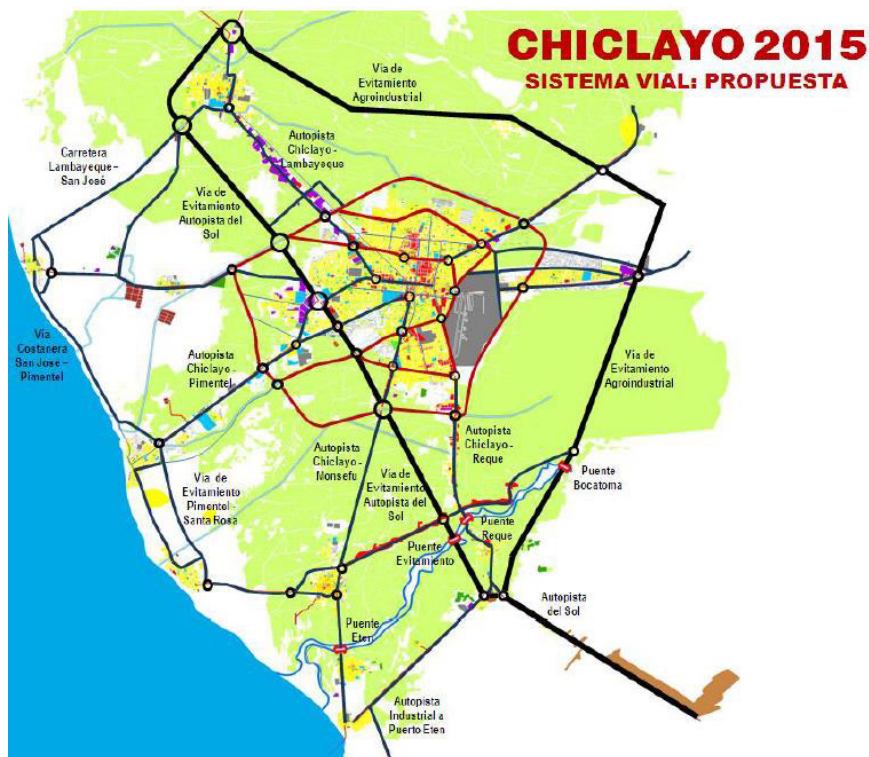 CHICLAYO 2015
SISTEMA VIAL: PROPUESTA
Vía de
Evitamiento
Agroindustrial
Autopista
Chiclayo -
Lambayeque
Carretera
Lambayeque –
San José
Vía de
Evitamiento
Autopista del
Sol
Vía
Costanera
San José -
Pimentel
Autopista
Chiclayo -
Pimentel
Vía de
Evitamiento
Agroindustrial
Autopista
Chiclayo -
Reque
Autopista
Chiclayo -
Monsefu
Vía de
Evitamiento
Autopista del
Sol
Vía de
Evitamiento
Pimentel -
Santa Rosa
Puente
Bocatoma
Puente
Reque
Puente
Evitamiento
Autopista
del Sol
Puente
Eten
Autopista
Industrial a
Puerto Eten